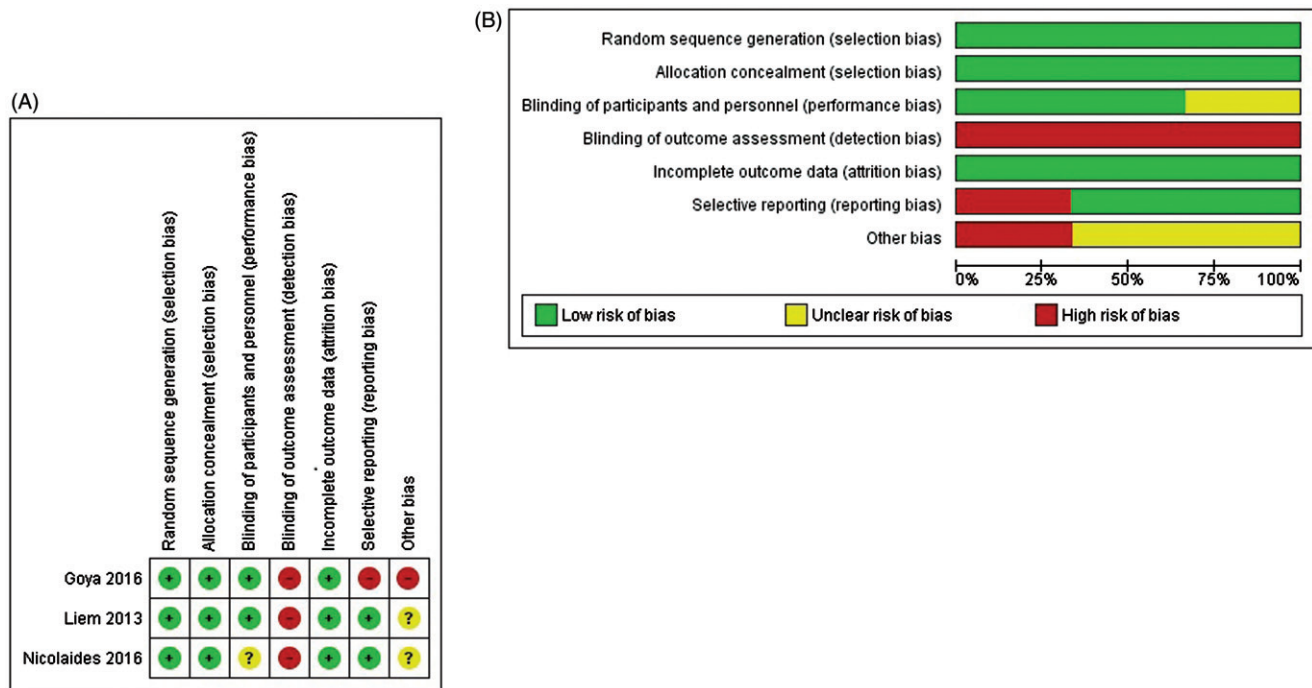 (A)
Random sequence generation (selection bias)
Allocation concealment (selection bias)
Blinding of participants and personnel (performance bias)
Blinding of outcome assessment (detection bias)
Incomplete outcome data (attrition bias)
Selective reporting (reporting bias)
Other bias
Goya 2016 + + + - + - -
Liem 2013 + + + - + + ?
Nicolaides 2016 + + ? - + + ?
(B)
Random sequence generation (selection bias)
Allocation concealment (selection bias)
Blinding of participants and personnel (performance bias)
Blinding of outcome assessment (detection bias)
Incomplete outcome data (attrition bias)
Selective reporting (reporting bias)
Other bias
0% 25% 50% 75% 100%
Low risk of bias Unclear risk of bias High risk of bias